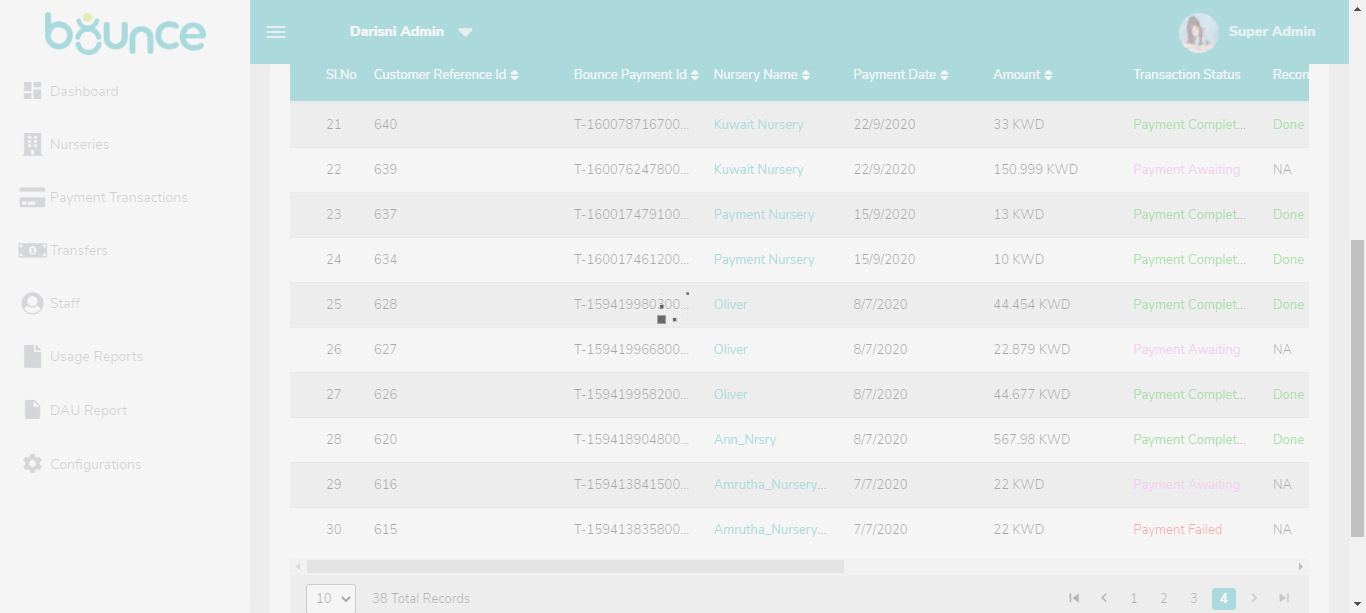 bounce
Darisni Admin
Super Admin
Dashboard
Nurseries
Payment Transactions
Transfers
Staff
Usage Reports
DAU Report
Configurations
Sl.No Customer Reference Id Bounce Payment Id Nursery Name Payment Date Amount Transaction Status Recon
21 640 T-160078716700... Kuwait Nursery 22/9/2020 33 KWD Payment Complet... Done
22 639 T-160076247800... Kuwait Nursery 22/9/2020 150.999 KWD Payment Awaiting NA
23 637 T-160017479100... Payment Nursery 15/9/2020 13 KWD Payment Complet... Done
24 634 T-160017461200... Payment Nursery 15/9/2020 10 KWD Payment Complet... Done
25 628 T-159419980300... Oliver 8/7/2020 44.454 KWD Payment Complet... Done
26 627 T-159419966800... Oliver 8/7/2020 22.879 KWD Payment Awaiting NA
27 626 T-159419958200... Oliver 8/7/2020 44.677 KWD Payment Complet... Done
28 620 T-159418904800... Ann_Nrsry 8/7/2020 567.98 KWD Payment Complet... Done
29 616 T-159413841500... Amrutha_Nursery... 7/7/2020 22 KWD Payment Awaiting NA
30 615 T-159413835800... Amrutha_Nursery... 7/7/2020 22 KWD Payment Failed NA
10 38 Total Records 1 2 3 4